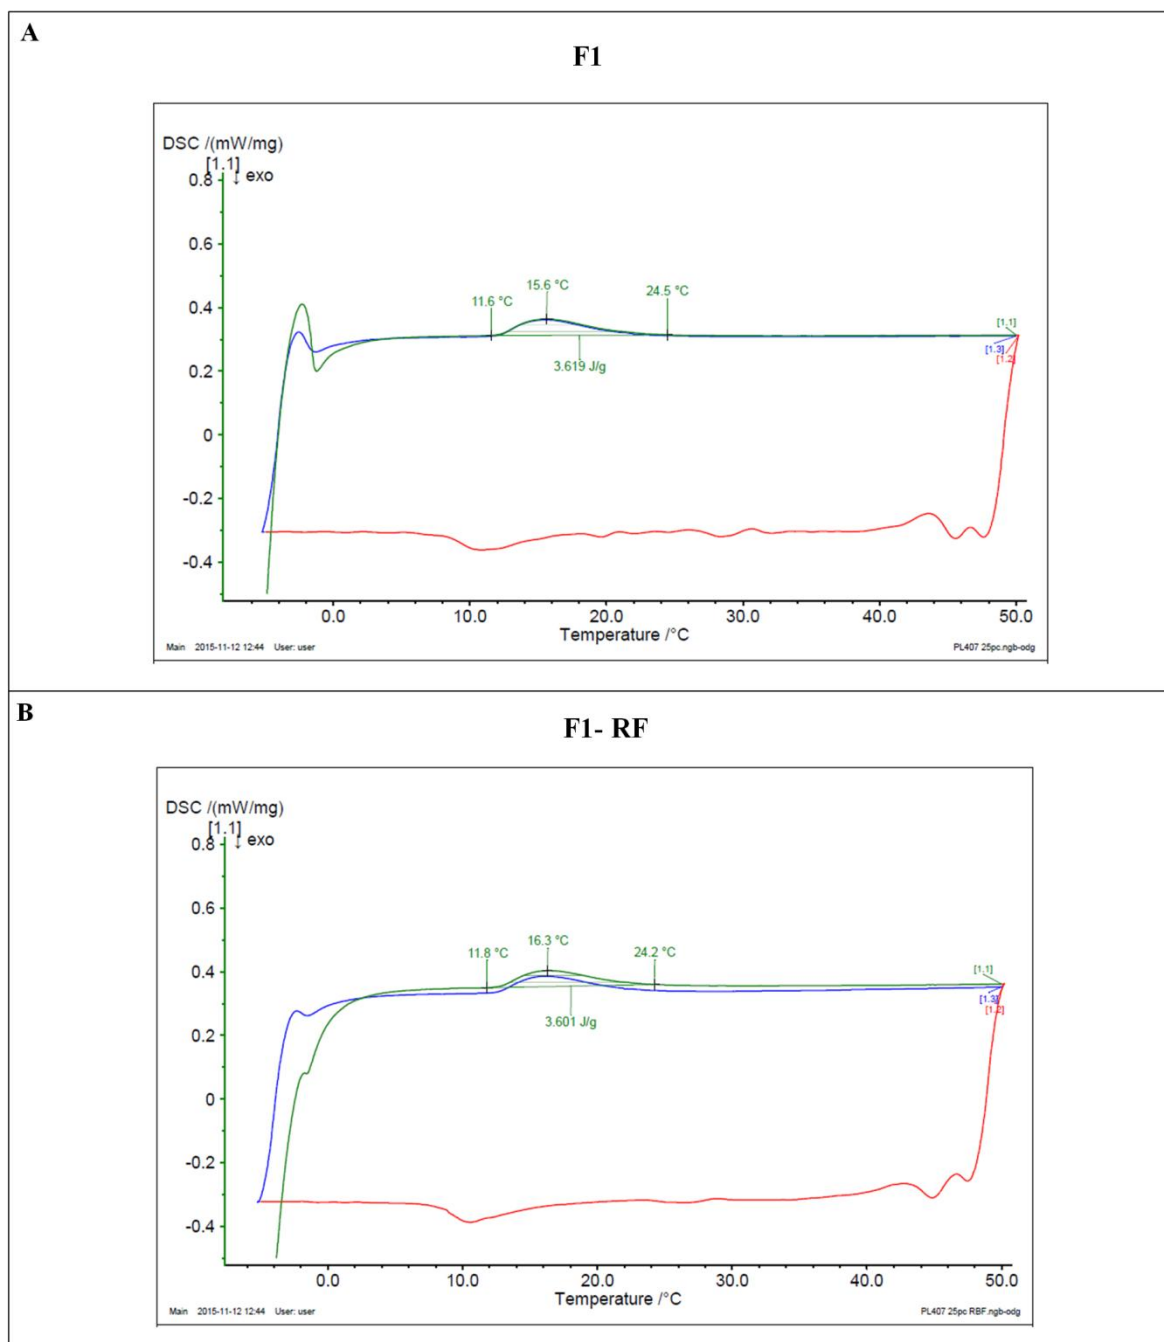 A
F1
DSC /(mW/mg)
[1.1]
↓ exo
0.8
0.6
0.4
0.2
0
-0.2
-0.4
11.6 °C
15.6 °C
24.5 °C
3.619 J/g
[1.1]
[1.3]
[1.2]
0.0 10.0 20.0 30.0 40.0 50.0
Temperature /°C
Main 2015-11-12 12:44 User: user PL407 25pc.ngb-odg
B
F1- RF
DSC /(mW/mg)
[1.1]
↓ exo
0.8
0.6
0.4
0.2
0
-0.2
-0.4
11.8 °C
16.3 °C
24.2 °C
3.601 J/g
[1.1]
[1.3]
[1.2]
0.0 10.0 20.0 30.0 40.0 50.0
Temperature /°C
Main 2015-11-12 12:44 User: user PL407 25pc RBF.ngb-odg